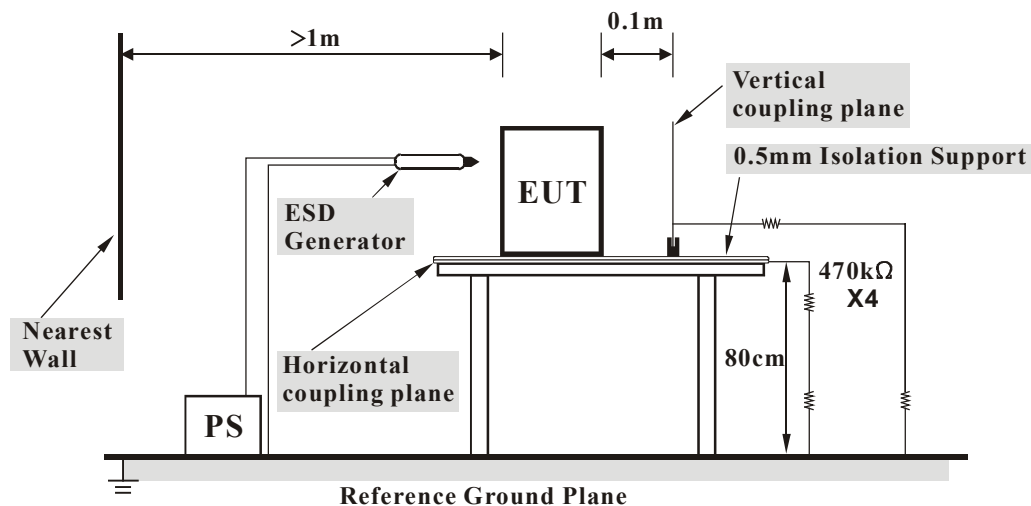 >1m
0.1m
Vertical
coupling plane
0.5mm Isolation Support
EUT
ESD
Generator
470kΩ
X4
Nearest
Wall
Horizontal
coupling plane
80cm
PS
Reference Ground Plane